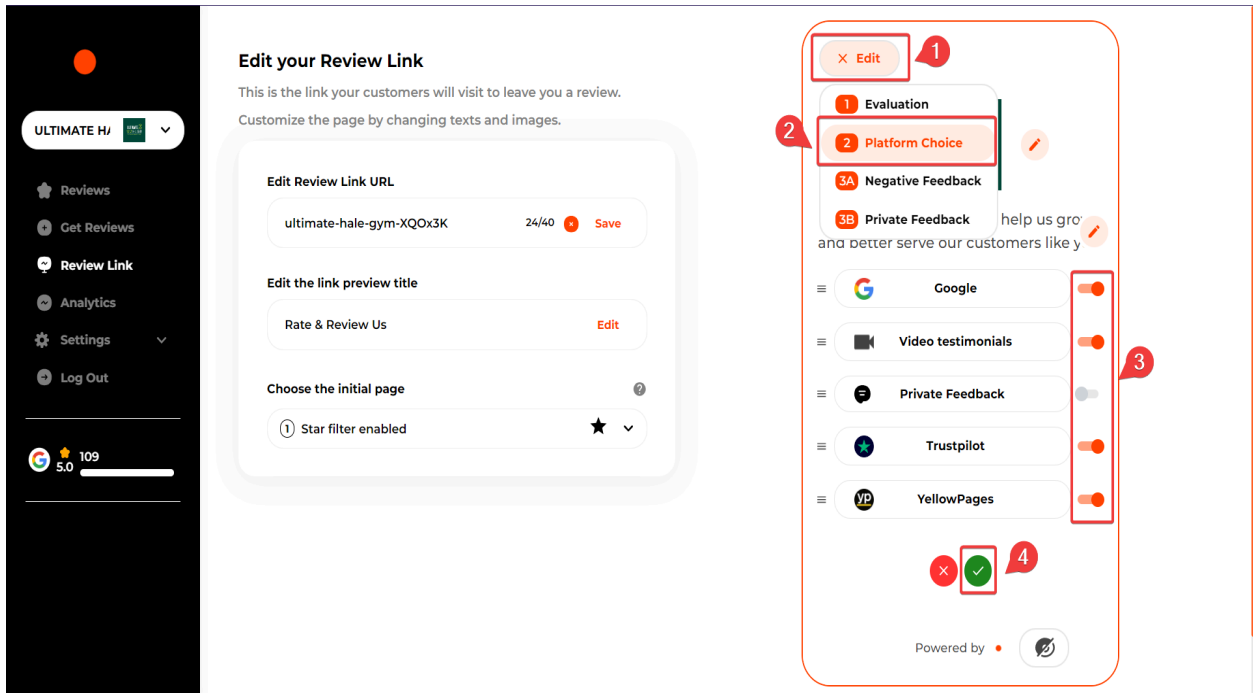 ULTIMATE H
Reviews
Get Reviews
Review Link
Analytics
Settings
Log Out
5.0
109
Edit your Review Link
This is the link your customers will visit to leave you a review.
Customize the page by changing texts and images.
Edit Review Link URL
ultimate-hale-gym-XQOx3K 24/40 Save
Edit the link preview title
Rate & Review Us Edit
Choose the initial page
1 Star filter enabled
Edit
1
1 Evaluation
2
2 Platform Choice
3A Negative Feedback
3B Private Feedback
help us gro
and better serve our customers like y
Google
Video testimonials
Private Feedback
Trustpilot
yp YellowPages
3
4
Powered by